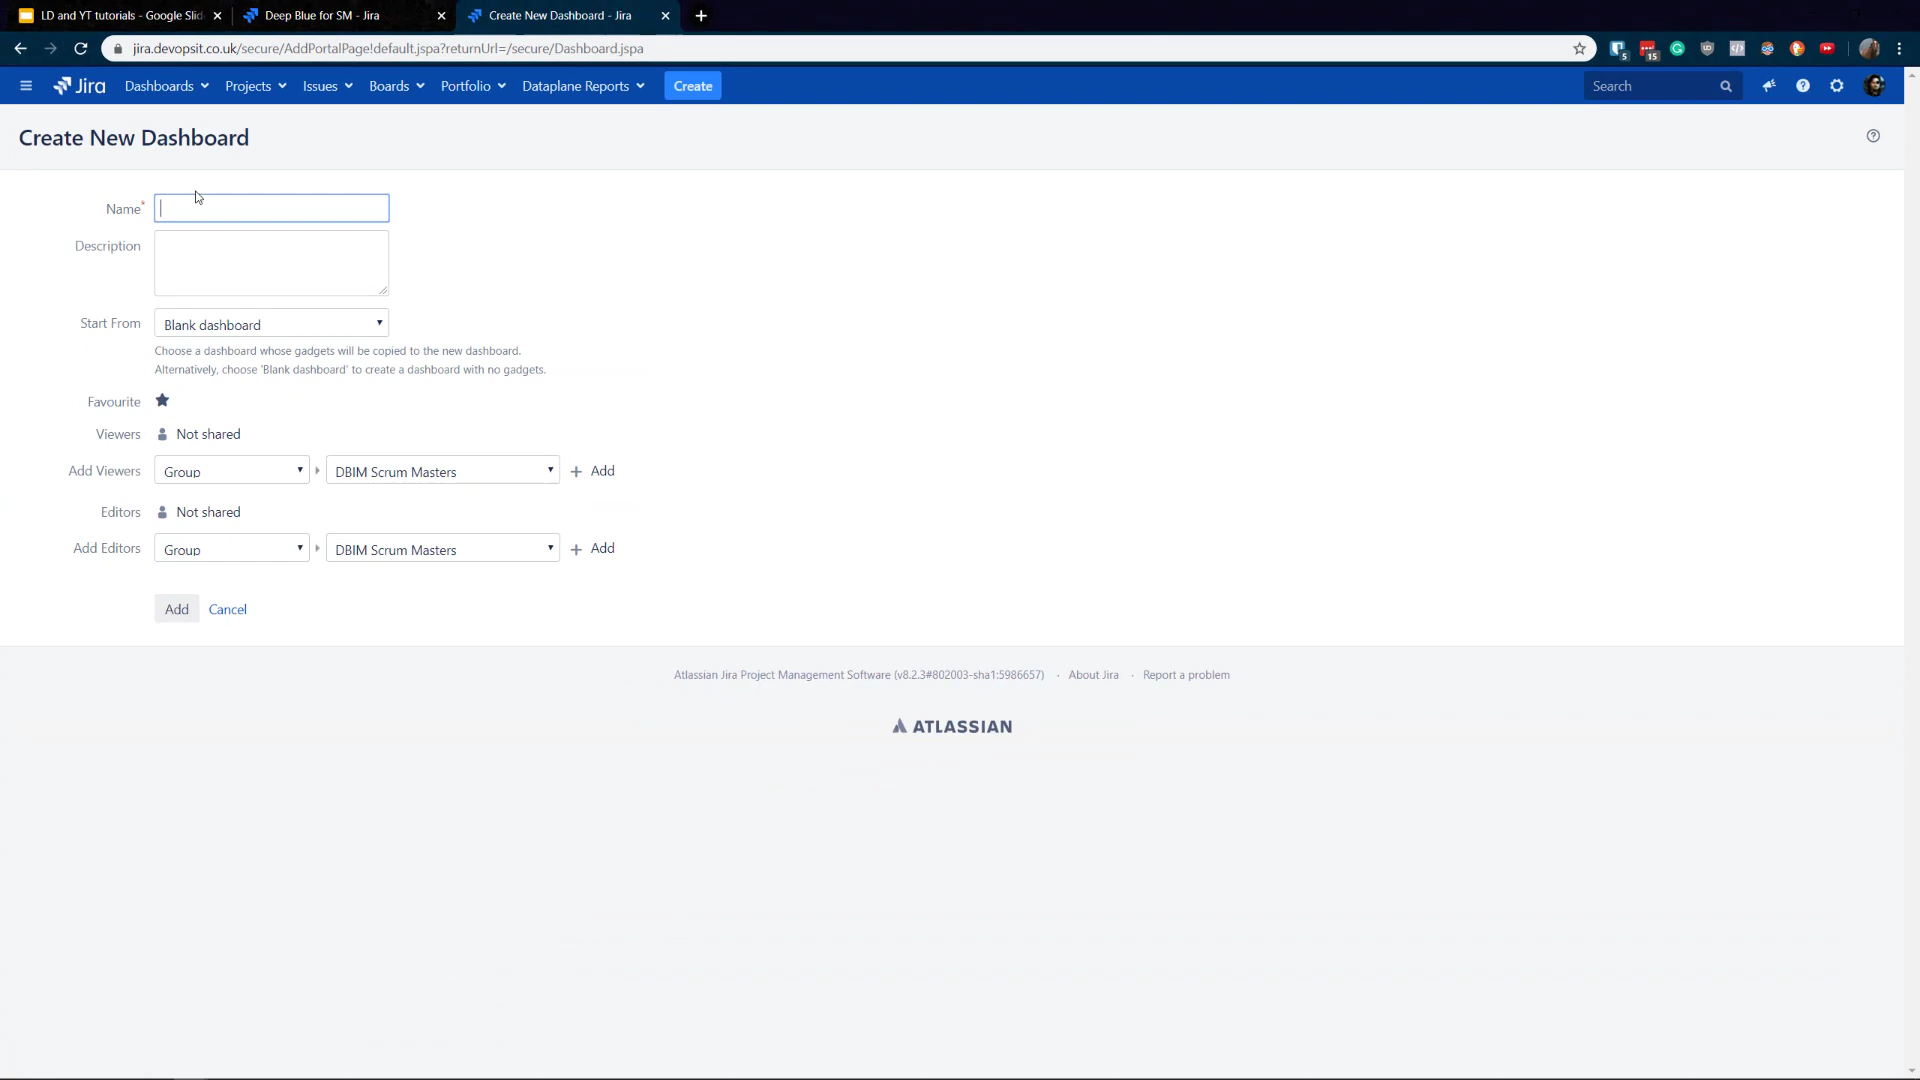 LD and YT tutorials - Google Slid
Deep Blue for SM - Jira
Create New Dashboard - Jira
jira.devopsit.co.uk/secure/AddPortalPage!default.jspa?returnUrl=/secure/Dashboard.jspa
5
15
Jira
Dashboards
Projects
Issues
Boards
Portfolio
Dataplane Reports
Create
Search
Create New Dashboard
Name*
Description
Start From
Blank dashboard
Choose a dashboard whose gadgets will be copied to the new dashboard.
Alternatively, choose 'Blank dashboard' to create a dashboard with no gadgets.
Favourite
Viewers
Not shared
Add Viewers
Group
DBIM Scrum Masters
+ Add
Editors
Not shared
Add Editors
Group
DBIM Scrum Masters
+ Add
Add
Cancel
Atlassian Jira Project Management Software (v8.2.3#802003-sha1:5986657) · About Jira · Report a problem
ATLASSIAN